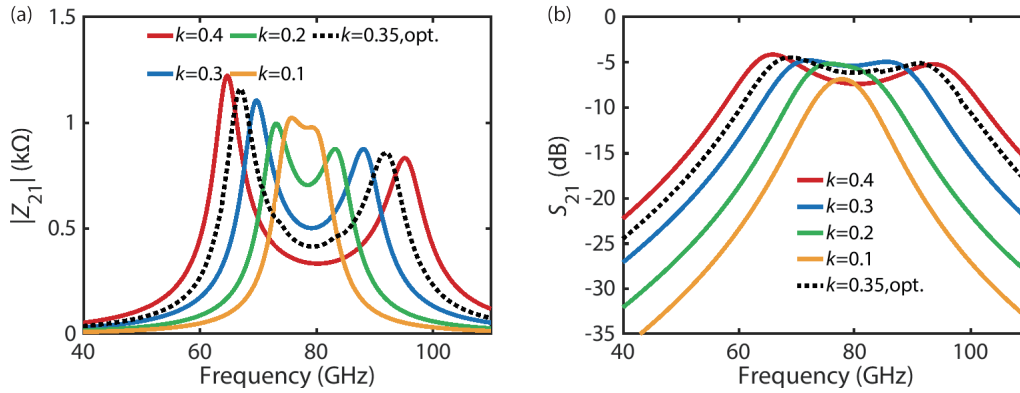 (a)
1.5
1
0.5
0
|Z21| (kΩ)
k=0.4 k=0.2 k=0.35,opt.
k=0.3 k=0.1
40 60 80 100
Frequency (GHz)
(b)
0
-5
-10
-15
-20
-25
-30
-35
S21 (dB)
k=0.4
k=0.3
k=0.2
k=0.1
k=0.35,opt.
40 60 80 100
Frequency (GHz)